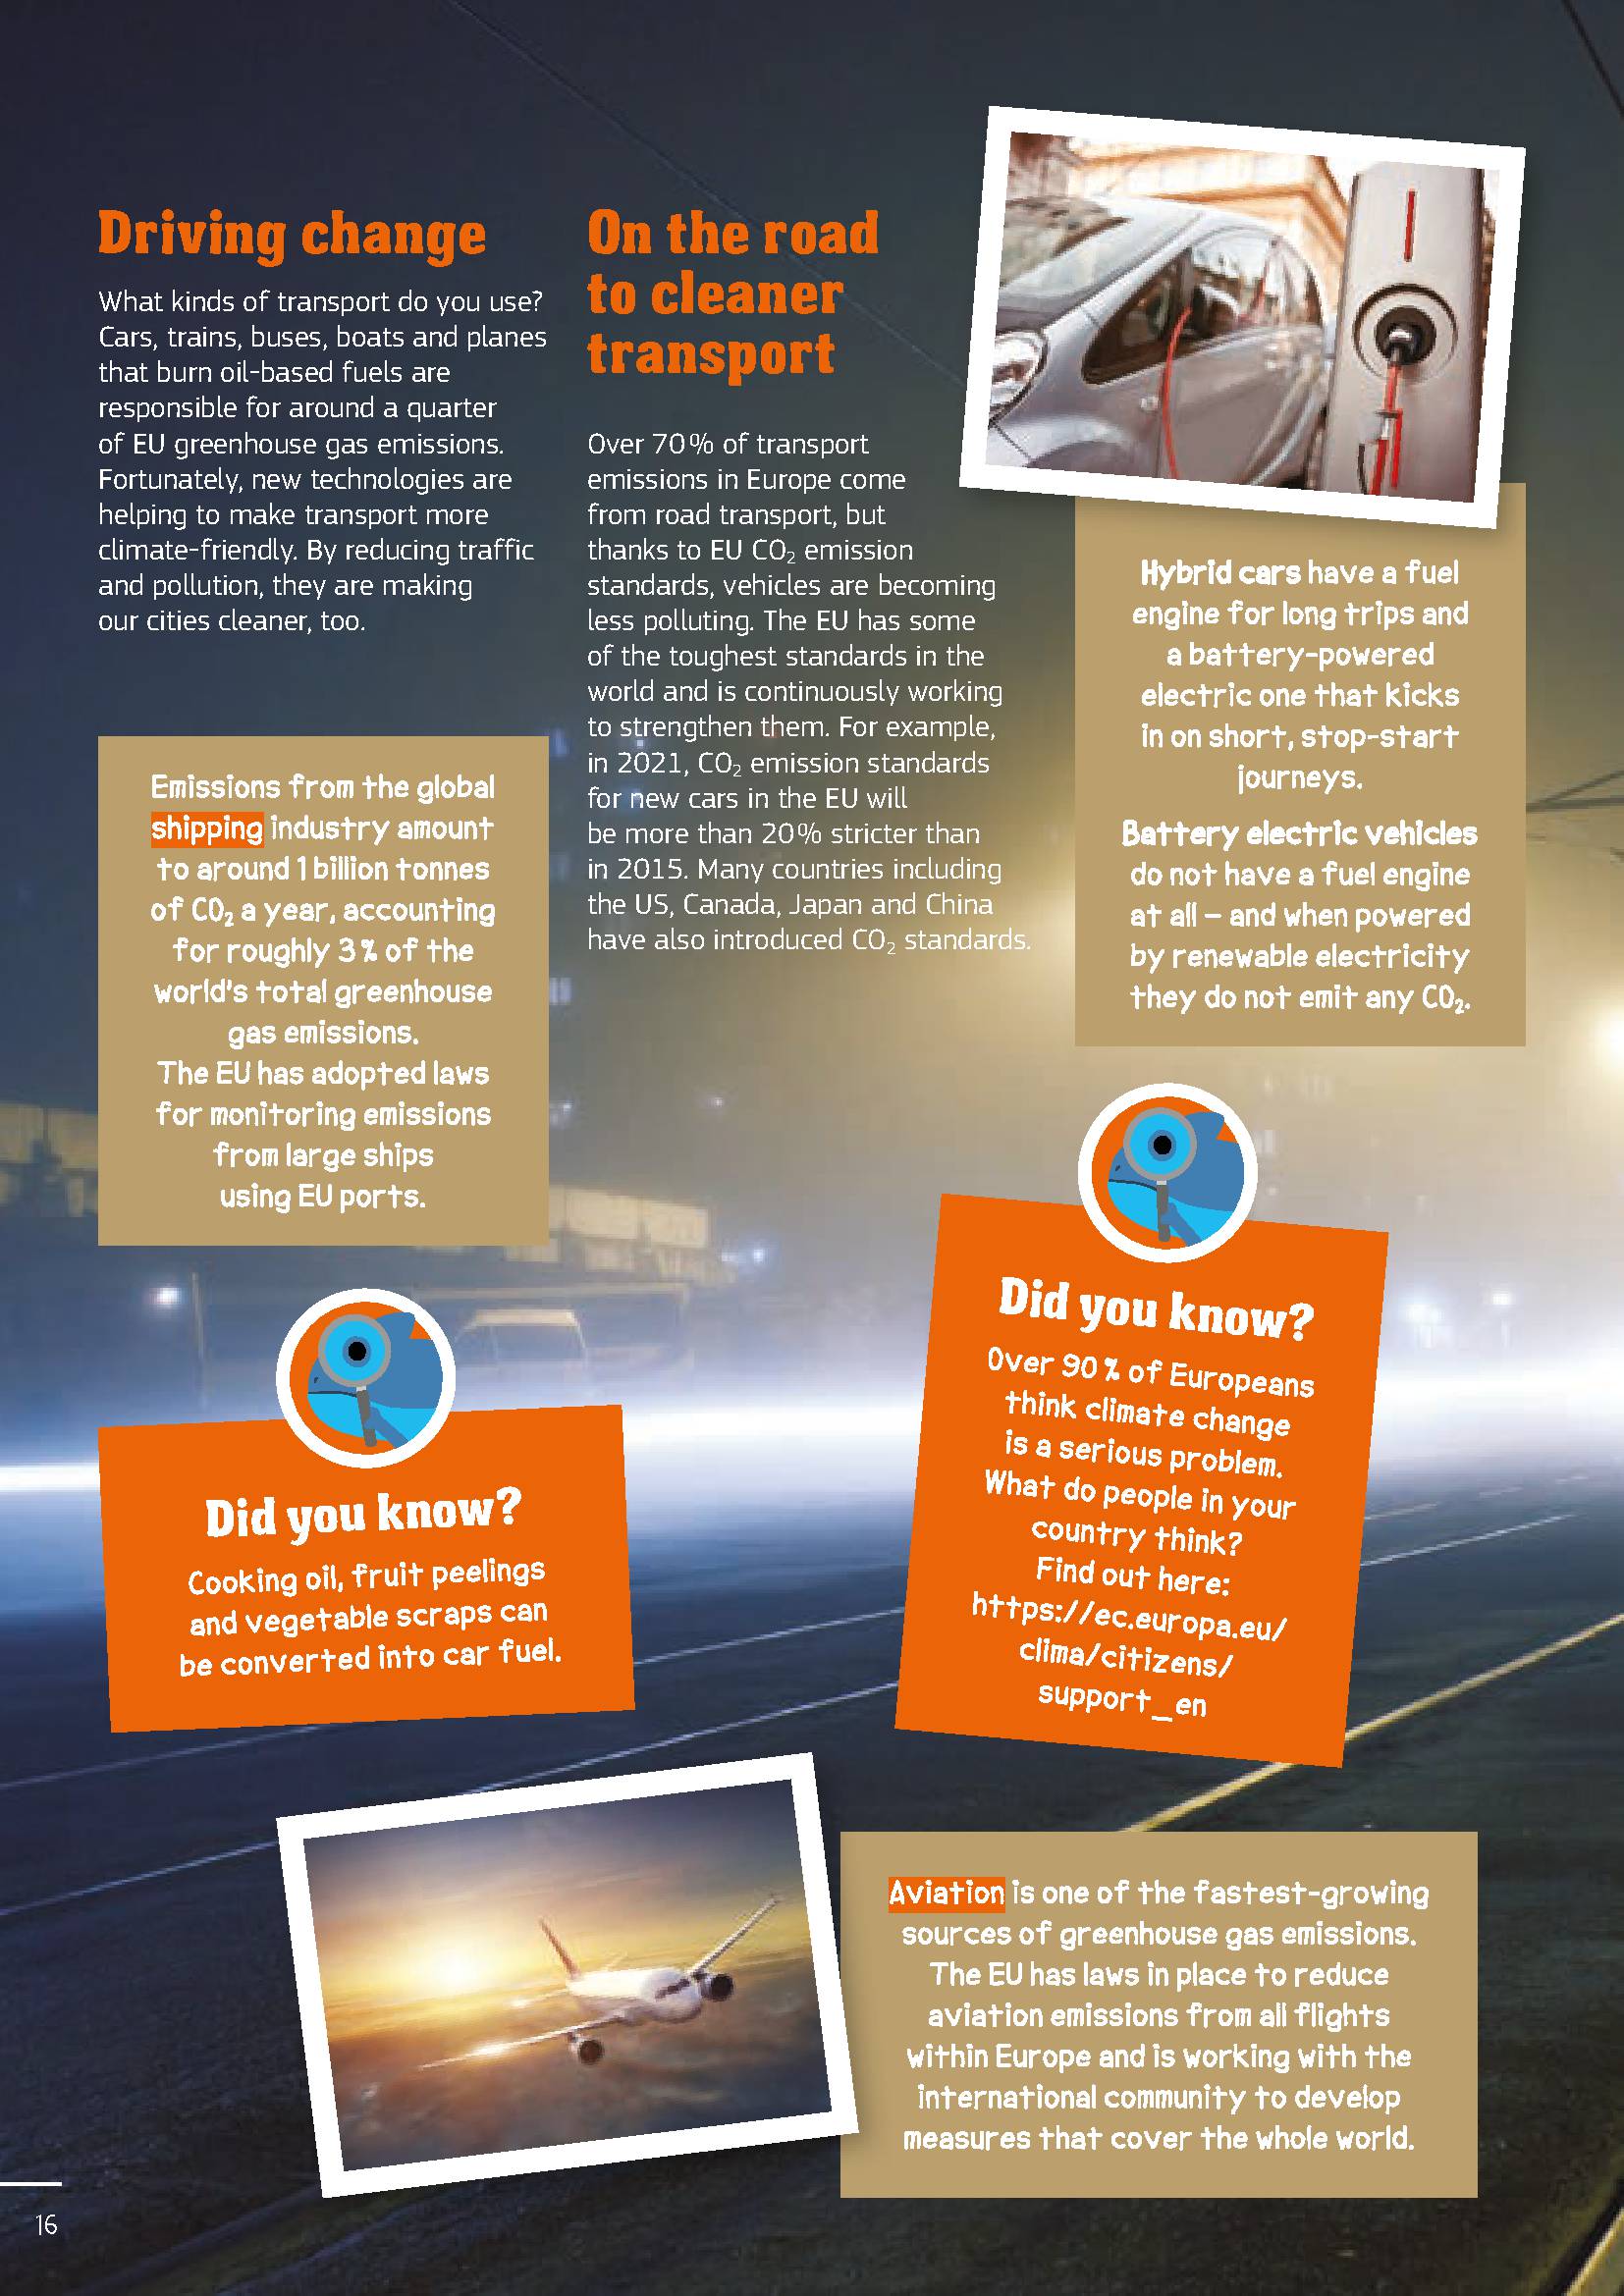 Driving change
What kinds of transport do you use?
Cars, trains, buses, boats and planes
that burn oil-based fuels are
responsible for around a quarter
of EU greenhouse gas emissions.
Fortunately, new technologies are
helping to make transport more
climate-friendly. By reducing traffic
and pollution, they are making
our cities cleaner, too.
Emissions from the global
shipping industry amount
to around 1 billion tonnes
of CO₂ a year, accounting
for roughly 3 % of the
world's total greenhouse
gas emissions.
The EU has adopted laws
for monitoring emissions
from large ships
using EU ports.
On the road
to cleaner
transport
Over 70 % of transport
emissions in Europe come
from road transport, but
thanks to EU CO₂ emission
standards, vehicles are becoming
less polluting. The EU has some
of the toughest standards in the
world and is continuously working
to strengthen them. For example,
in 2021, CO₂ emission standards
for new cars in the EU will
be more than 20 % stricter than
in 2015. Many countries including
the US, Canada, Japan and China
have also introduced CO₂ standards.
Hybrid cars have a fuel
engine for long trips and
a battery-powered
electric one that kicks
in on short, stop-start
journeys.
Battery electric vehicles
do not have a fuel engine
at all – and when powered
by renewable electricity
they do not emit any CO₂.
Did you know?
Cooking oil, fruit peelings
and vegetable scraps can
be converted into car fuel.
Did you know?
Over 90 % of Europeans
think climate change
is a serious problem.
What do people in your
country think?
Find out here:
https://ec.europa.eu/
clima/citizens/
support_en
Aviation is one of the fastest-growing
sources of greenhouse gas emissions.
The EU has laws in place to reduce
aviation emissions from all flights
within Europe and is working with the
international community to develop
measures that cover the whole world.
16